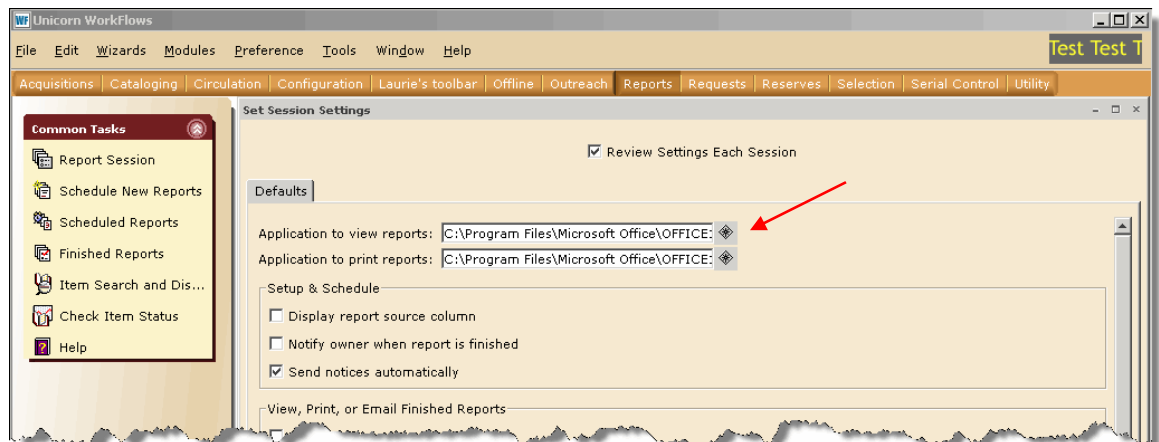 WF Unicorn WorkFlows
File Edit Wizards Modules Preference Tools Window Help
Test Test T
Acquisitions Cataloging Circulation Configuration Laurie's toolbar Offline Outreach Reports Requests Reserves Selection Serial Control Utility
Set Session Settings
Common Tasks
Report Session
Schedule New Reports
Scheduled Reports
Finished Reports
Item Search and Dis...
Check Item Status
? Help
Review Settings Each Session
Defaults
Application to view reports: C:\Program Files\Microsoft Office\OFFICE
Application to print reports: C:\Program Files\Microsoft Office\OFFICE
Setup & Schedule
Display report source column
Notify owner when report is finished
Send notices automatically
View, Print, or Email Finished Reports